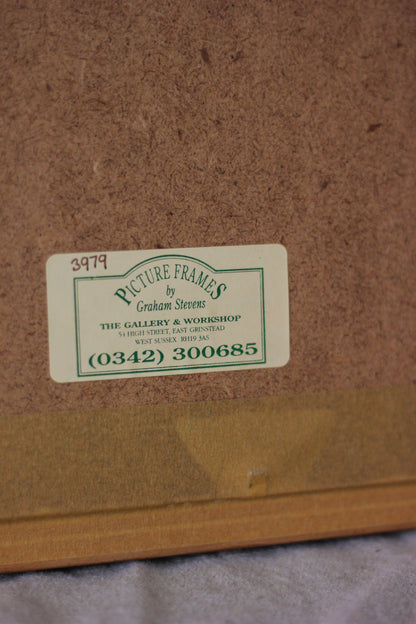 3979
PICTURE FRAMES
by
Graham Stevens
THE GALLERY & WORKSHOP
51 HIGH STREET, EAST GRINSTEAD
WEST SUSSEX RH19 3AS
(0342) 300685